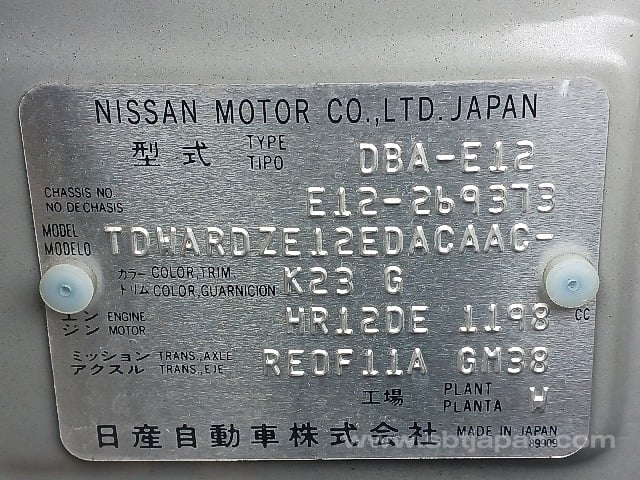 NISSAN MOTOR CO.,LTD. JAPAN
型式 TYPE TIPO DBA-E12
CHASSIS NO. NO. DE CHASIS E12-269373
MODEL MODELO TDWARDZE12EDACAAC-
カラー COLOR,TRIM トリム COLOR,GUARNICION K23 G
エンジン ENGINE MOTOR HR12DE 1198 CC
ミッション TRANS.,AXLE アクスル TRANS.,EJE RE0F11A GM38
工場 PLANT PLANTA W
日産自動車株式会社 MADE IN JAPAN
89909
www.sbtjapan.com